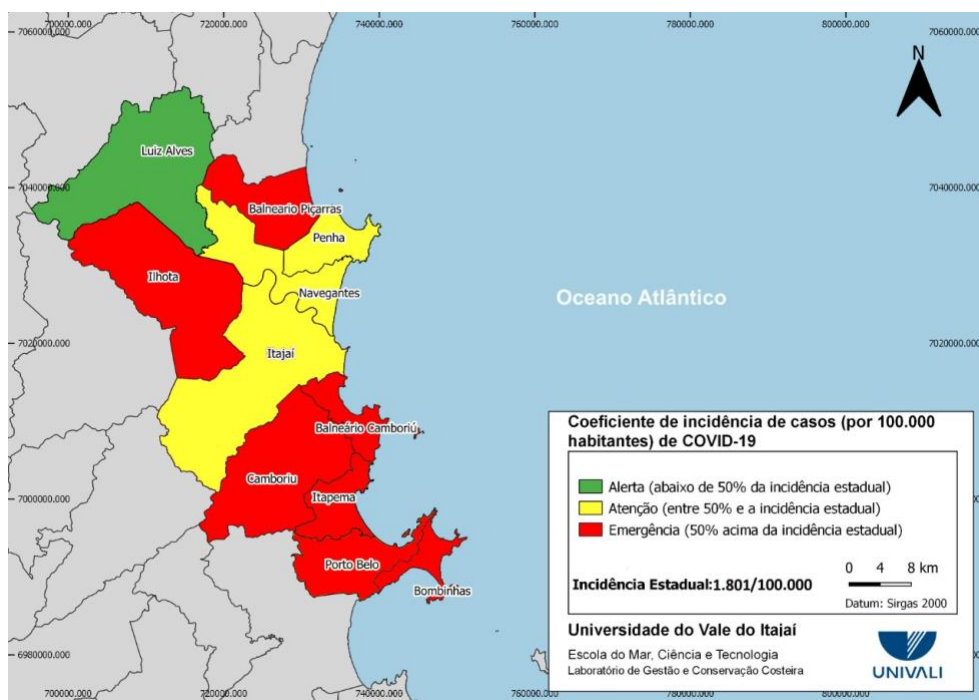 700000.000 720000.000 740000.000 760000.000 780000.000 800000.000
7060000.000 7060000.000
N
Luiz Alves
7040000.000 7040000.000
Balneario Piçarras
Penha
Ilhota
Navegantes
Oceano Atlântico
7020000.000 7020000.000
Itajaí
Coeficiente de incidência de casos (por 100.000
habitantes) de COVID-19
Balneário Camboriú
Camboriu
Alerta (abaixo de 50% da incidência estadual)
7000000.000
Itapema
Atenção (entre 50% e a incidência estadual)
Emergência (50% acima da incidência estadual)
Porto Belo
Bombinhas
Incidência Estadual:1.801/100.000
0 4 8 km
Datum: Sirgas 2000
Universidade do Vale do Itajaí
Escola do Mar, Ciência e Tecnologia
Laboratório de Gestão e Conservação Costeira
UNIVALI
6980000.000
700000.000 720000.000 740000.000 760000.000 780000.000 800000.000